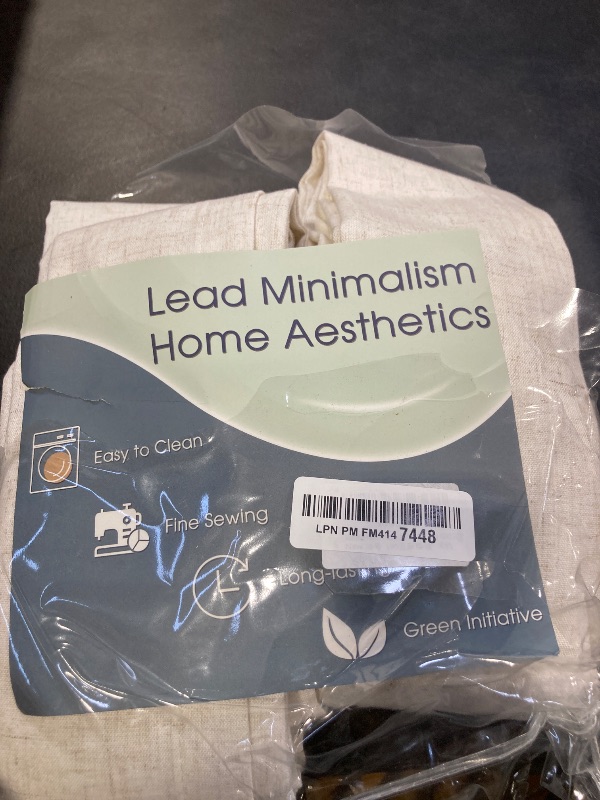 Lead Minimalism
Home Aesthetics
Easy to Clean
Fine Sewing
LPN PM FM414 7448
Green Initiative